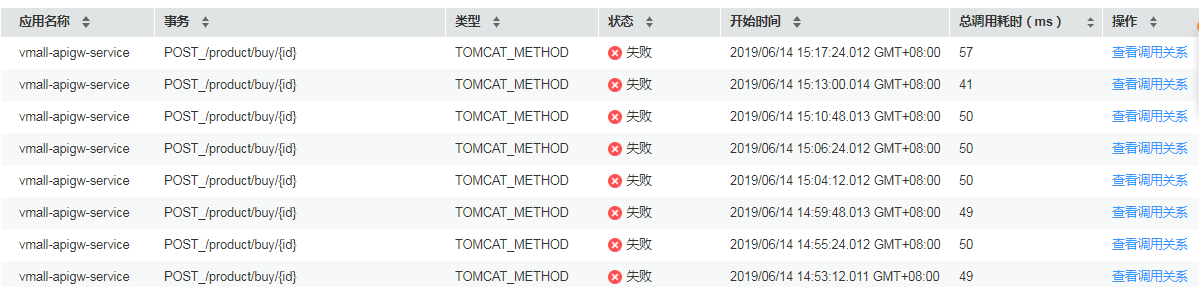 应用名称 事务 类型 状态 开始时间 总调用耗时（ms） 操作
vmall-apigw-service POST_/product/buy/{id} TOMCAT_METHOD 失败 2019/06/14 15:17:24.012 GMT+08:00 57 查看调用关系
vmall-apigw-service POST_/product/buy/{id} TOMCAT_METHOD 失败 2019/06/14 15:13:00.014 GMT+08:00 41 查看调用关系
vmall-apigw-service POST_/product/buy/{id} TOMCAT_METHOD 失败 2019/06/14 15:10:48.013 GMT+08:00 50 查看调用关系
vmall-apigw-service POST_/product/buy/{id} TOMCAT_METHOD 失败 2019/06/14 15:06:24.012 GMT+08:00 50 查看调用关系
vmall-apigw-service POST_/product/buy/{id} TOMCAT_METHOD 失败 2019/06/14 15:04:12.012 GMT+08:00 50 查看调用关系
vmall-apigw-service POST_/product/buy/{id} TOMCAT_METHOD 失败 2019/06/14 14:59:48.013 GMT+08:00 49 查看调用关系
vmall-apigw-service POST_/product/buy/{id} TOMCAT_METHOD 失败 2019/06/14 14:55:24.012 GMT+08:00 50 查看调用关系
vmall-apigw-service POST_/product/buy/{id} TOMCAT_METHOD 失败 2019/06/14 14:53:12.011 GMT+08:00 49 查看调用关系